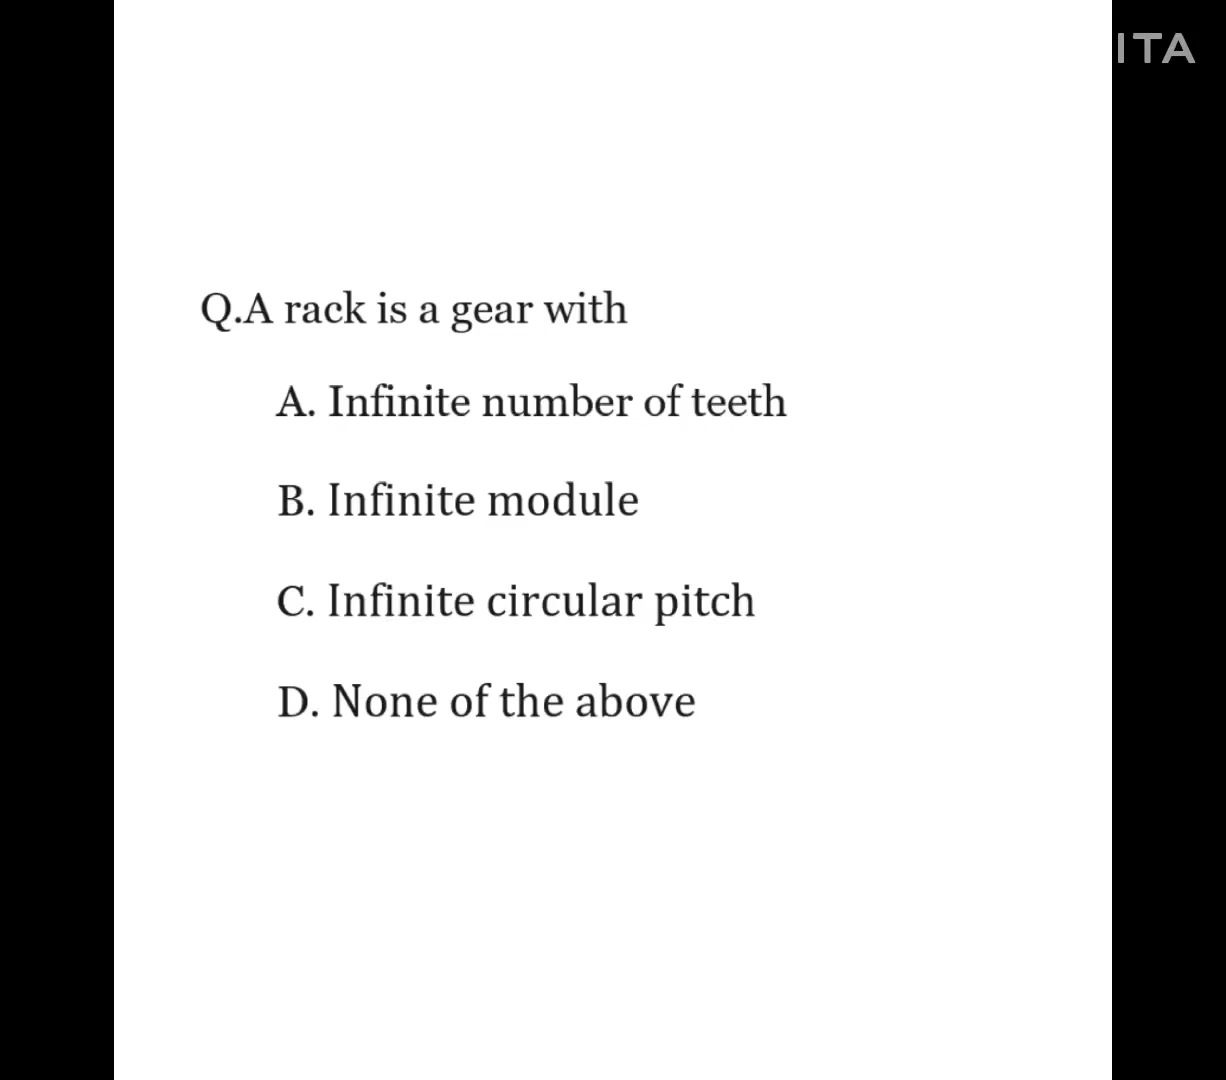 ITA
Q.A rack is a gear with
A. Infinite number of teeth
B. Infinite module
C. Infinite circular pitch
D. None of the above